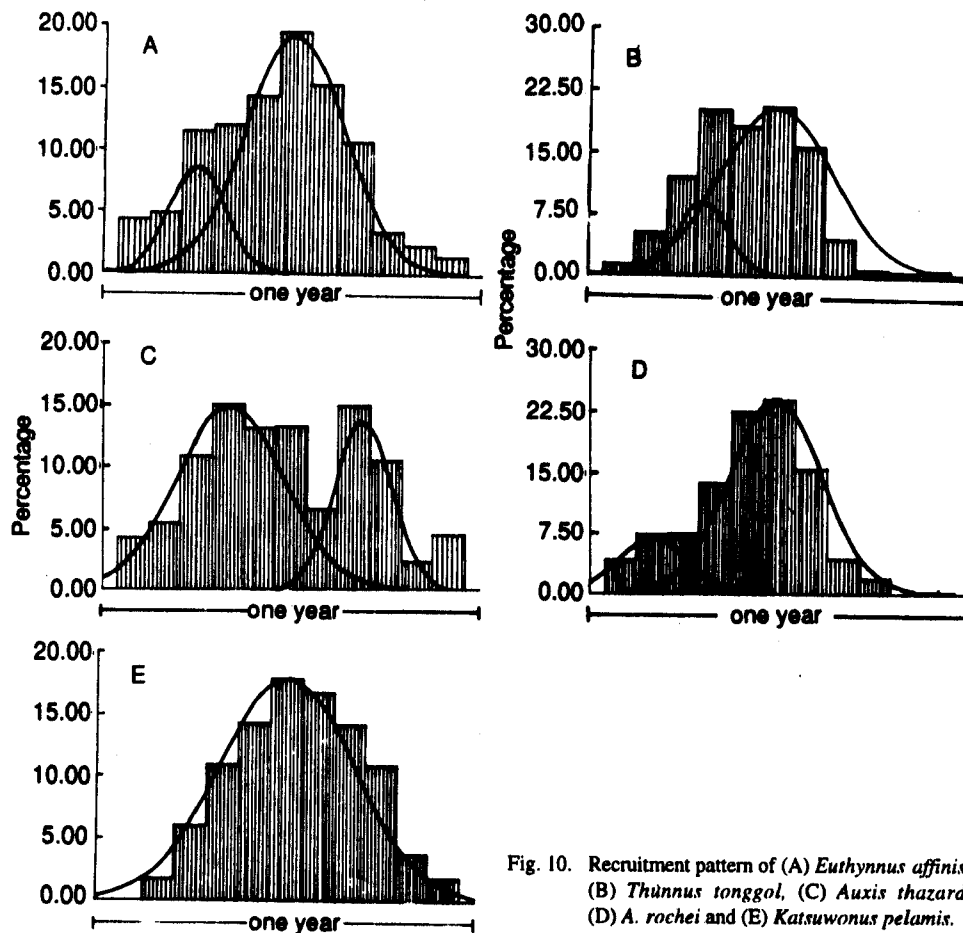 A
20.00
15.00
10.00
5.00
0.00
one year
B
30.00
22.50
15.00
7.50
0.00
one year
Percentage
C
20.00
15.00
10.00
5.00
0.00
Percentage
one year
D
30.00
22.50
15.00
7.50
0.00
one year
E
20.00
15.00
10.00
5.00
0.00
one year
Fig. 10. Recruitment pattern of (A) Euthynnus affinis
(B) Thunnus tonggol, (C) Auxis thazard
(D) A. rochei and (E) Katsuwonus pelamis.